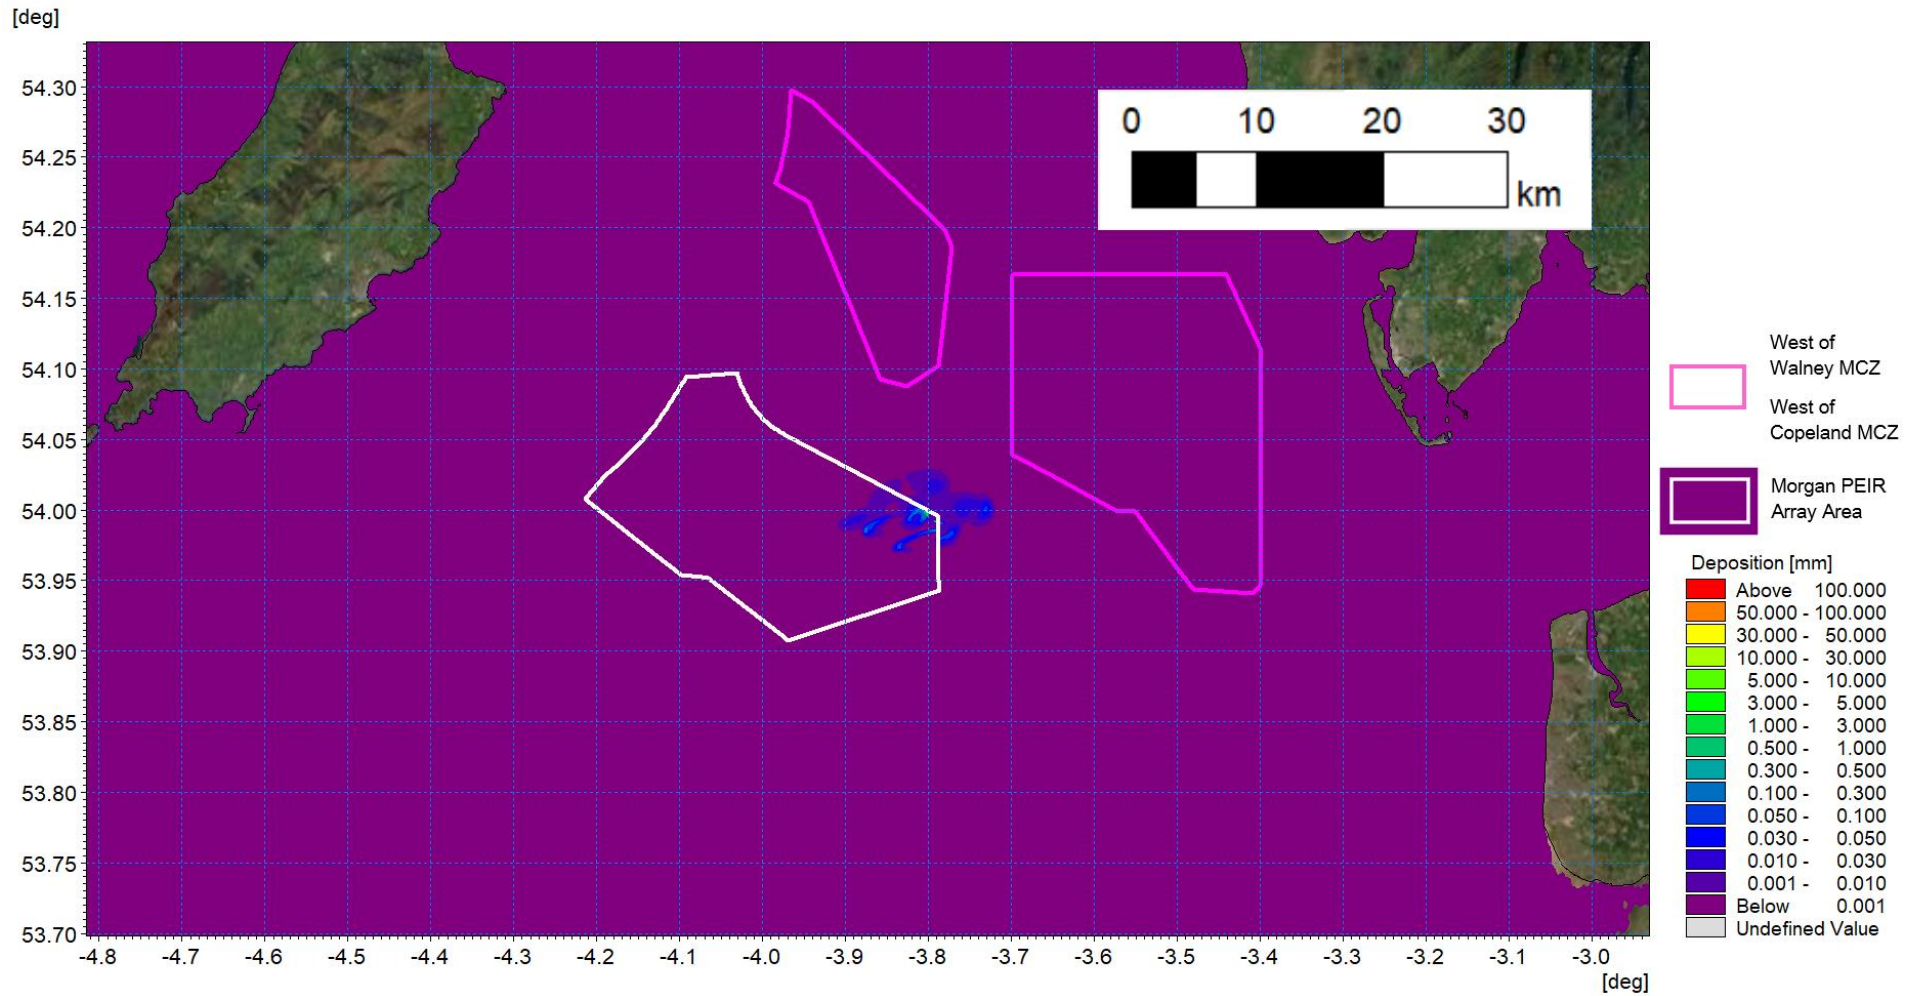 [deg]
54.30
54.25
54.20
54.15
54.10
54.05
54.00
53.95
53.90
53.85
53.80
53.75
53.70
-4.8 -4.7 -4.6 -4.5 -4.4 -4.3 -4.2 -4.1 -4.0 -3.9 -3.8 -3.7 -3.6 -3.5 -3.4 -3.3 -3.2 -3.1 -3.0
[deg]
0 10 20 30
km
West of
Walney MCZ
West of
Copeland MCZ
Morgan PEIR
Array Area
Deposition [mm]
Above 100.000
50.000 - 100.000
30.000 - 50.000
10.000 - 30.000
5.000 - 10.000
3.000 - 5.000
1.000 - 3.000
0.500 - 1.000
0.300 - 0.500
0.100 - 0.300
0.050 - 0.100
0.030 - 0.050
0.010 - 0.030
0.001 - 0.010
Below 0.001
Undefined Value